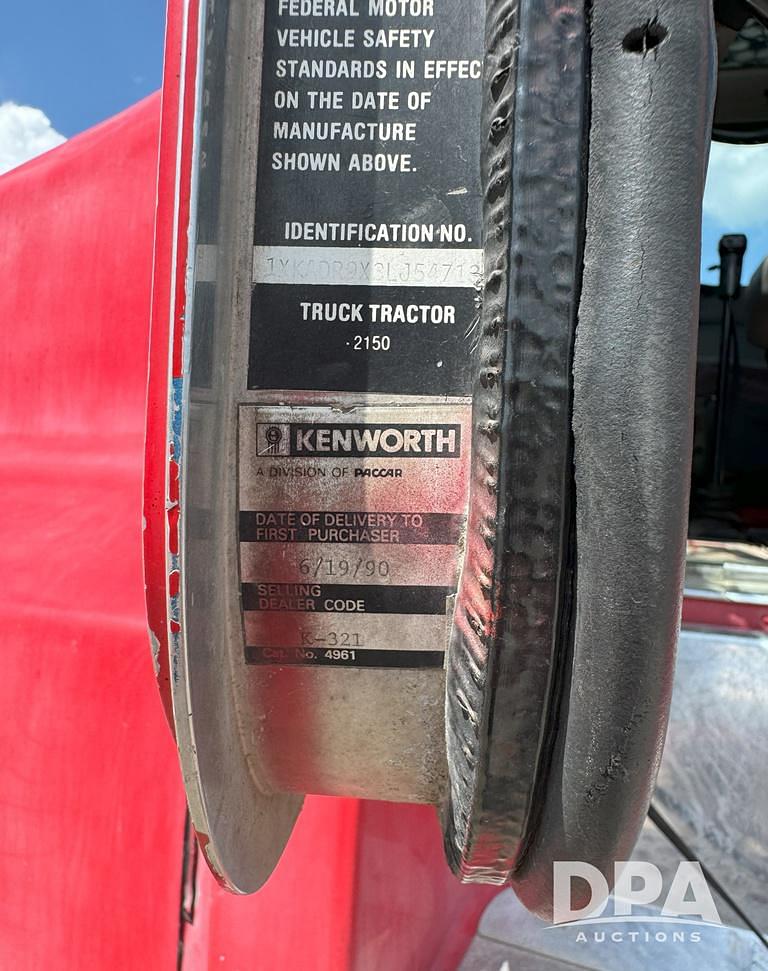 FEDERAL MOTOR
VEHICLE SAFETY
STANDARDS IN EFFEC
ON THE DATE OF
MANUFACTURE
SHOWN ABOVE.
IDENTIFICATION NO.
TRUCK TRACTOR
·2150
KENWORTH
A DIVISION OF PACCAR
DATE OF DELIVERY TO
FIRST PURCHASER
6/19/90
SELLING
DEALER CODE
K-321
Cat. No. 4961
DPA
AUCTIONS